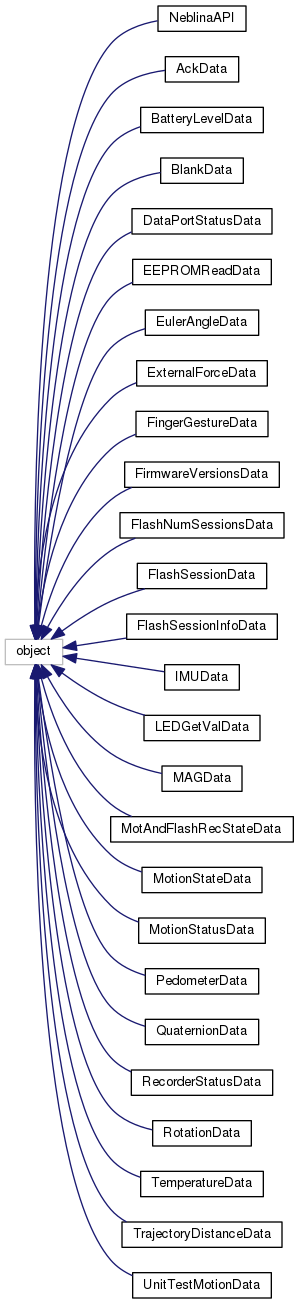 NeblinaAPI
AckData
BatteryLevelData
BlankData
DataPortStatusData
EEPROMReadData
EulerAngleData
ExternalForceData
FingerGestureData
FirmwareVersionsData
FlashNumSessionsData
FlashSessionData
FlashSessionInfoData
object
IMUData
LEDGetValData
MAGData
MotAndFlashRecStateData
MotionStateData
MotionStatusData
PedometerData
QuaternionData
RecorderStatusData
RotationData
TemperatureData
TrajectoryDistanceData
UnitTestMotionData